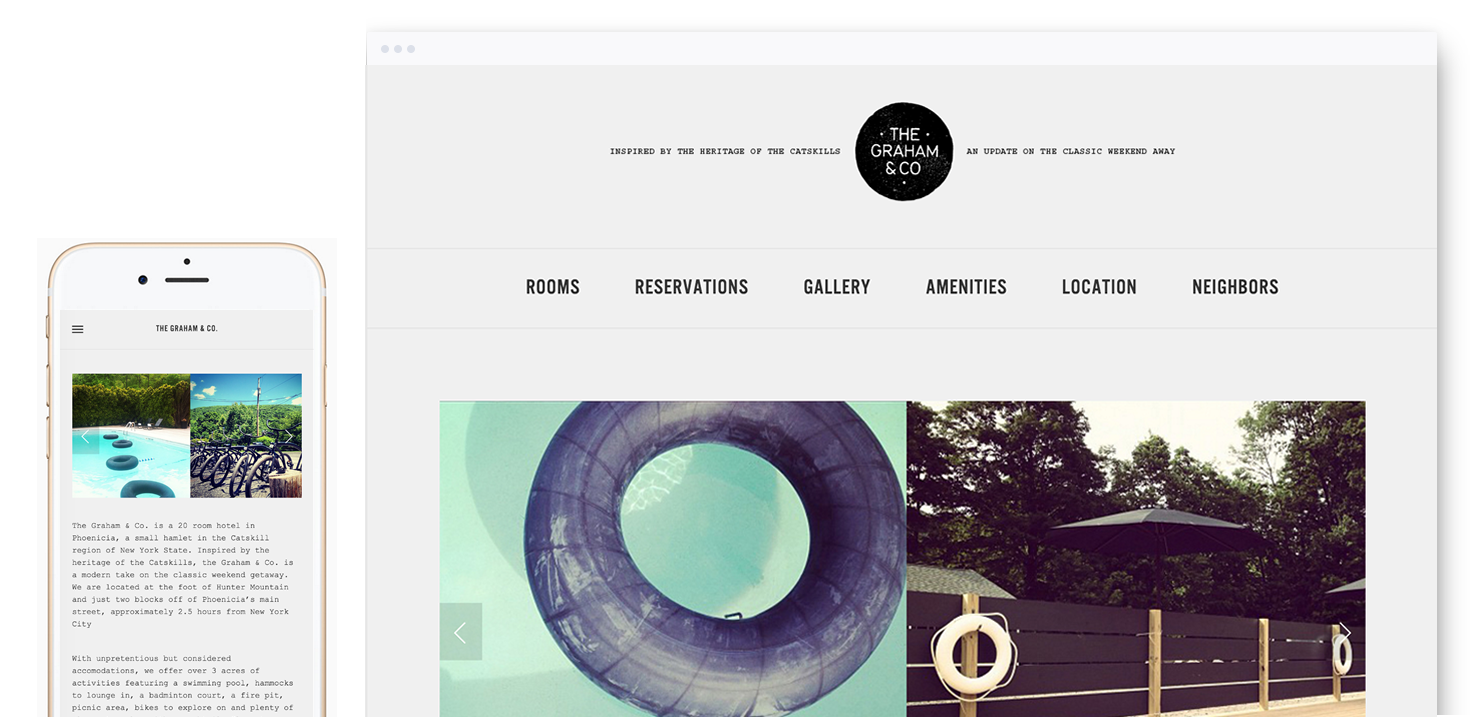 INSPIRED BY THE HERITAGE OF THE CATSKILLS
THE
GRAHAM
& CO
AN UPDATE ON THE CLASSIC WEEKEND AWAY
ROOMS
RESERVATIONS
GALLERY
AMENITIES
LOCATION
NEIGHBORS
THE GRAHAM & CO.
The Graham & Co. is a 20 room hotel in
Phoenicia, a small hamlet in the Catskill
region of New York State. Inspired by the
heritage of the Catskills, the Graham & Co. is
a modern take on the classic weekend getaway.
We are located at the foot of Hunter Mountain
and just two blocks off of Phoenicia's main
street, approximately 2.5 hours from New York
City
With unpretentious but considered
accomodations, we offer over 3 acres of
activities featuring a swimming pool, hammocks
to lounge in, a badminton court, a fire pit,
picnic area, bikes to explore on and plenty of